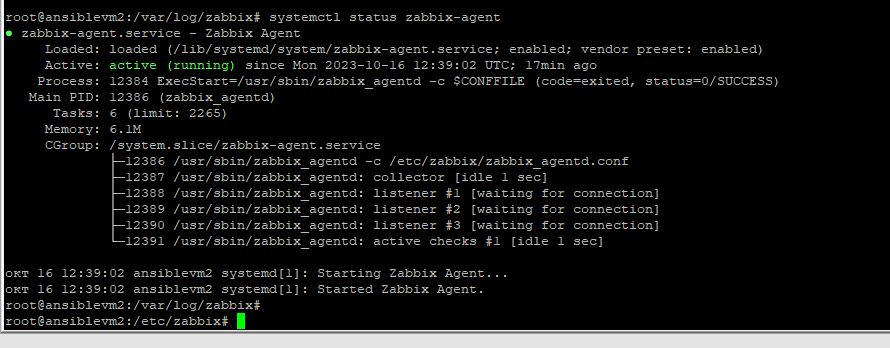 root@ansiblevm2:/var/log/zabbix# systemctl status zabbix-agent
● zabbix-agent.service - Zabbix Agent
Loaded: loaded (/lib/systemd/system/zabbix-agent.service; enabled; vendor preset: enabled)
Active: active (running) since Mon 2023-10-16 12:39:02 UTC; 17min ago
Process: 12384 ExecStart=/usr/sbin/zabbix_agentd -c $CONFFILE (code=exited, status=0/SUCCESS)
Main PID: 12386 (zabbix_agentd)
Tasks: 6 (limit: 2265)
Memory: 6.1M
CGroup: /system.slice/zabbix-agent.service
├─12386 /usr/sbin/zabbix_agentd -c /etc/zabbix/zabbix_agentd.conf
├─12387 /usr/sbin/zabbix_agentd: collector [idle 1 sec]
├─12388 /usr/sbin/zabbix_agentd: listener #1 [waiting for connection]
├─12389 /usr/sbin/zabbix_agentd: listener #2 [waiting for connection]
├─12390 /usr/sbin/zabbix_agentd: listener #3 [waiting for connection]
└─12391 /usr/sbin/zabbix_agentd: active checks #1 [idle 1 sec]
окт 16 12:39:02 ansiblevm2 systemd[1]: Starting Zabbix Agent...
окт 16 12:39:02 ansiblevm2 systemd[1]: Started Zabbix Agent.
root@ansiblevm2:/var/log/zabbix#
root@ansiblevm2:/etc/zabbix#